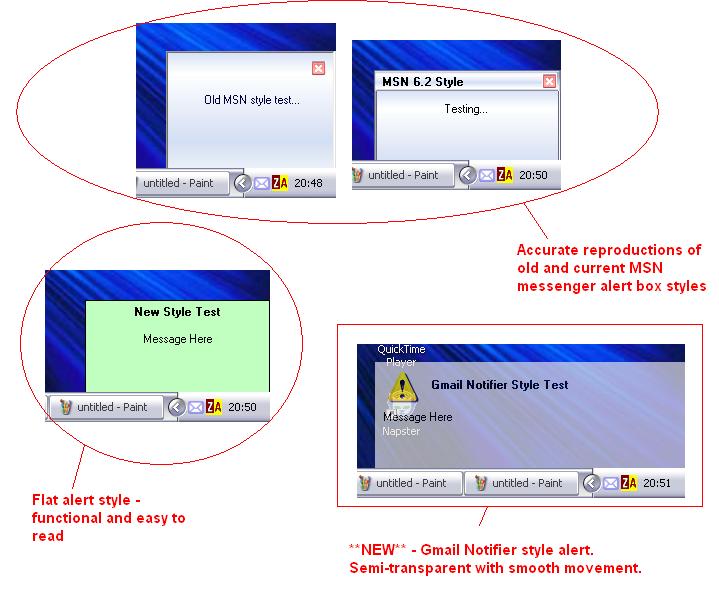 Old MSN style test...
untitled - Paint
ZA
20:48
MSN 6.2 Style
Testing...
untitled - Paint
ZA
20:50
Accurate reproductions of
old and current MSN
messenger alert box styles
New Style Test
Message Here
untitled - Paint
ZA
20:50
Flat alert style -
functional and easy to
read
QuickTime
Player
Gmail Notifier Style Test
Message Here
Napster
untitled - Paint
untitled - Paint
ZA
20:51
**NEW** - Gmail Notifier style alert.
Semi-transparent with smooth movement.